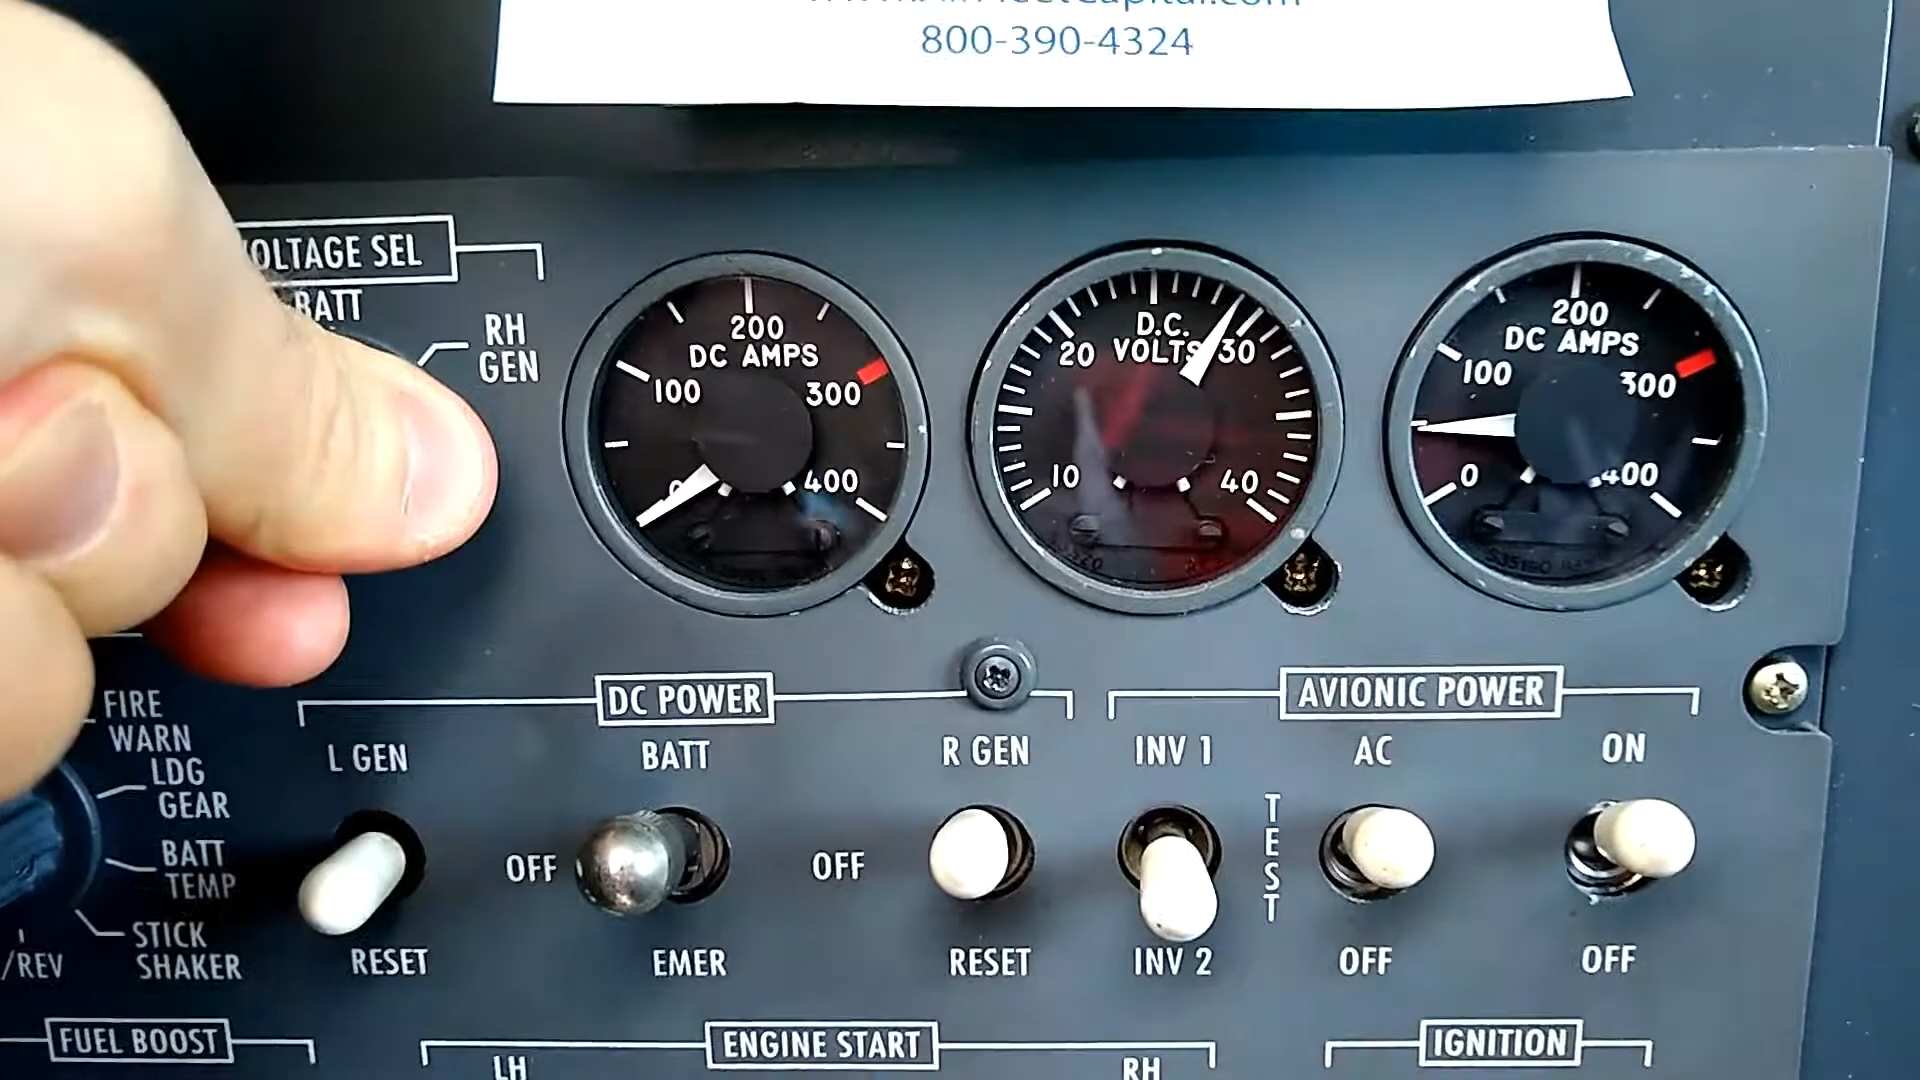 800-390-4324
VOLTAGE SEL
BATT
RH
GEN
200
DC AMPS
100
300
0
400
D.C.
VOLTS
20
30
10
40
200
DC AMPS
100
300
0
400
DC POWER
AVIONIC POWER
L GEN
BATT
R GEN
INV 1
AC
ON
TEST
OFF
OFF
RESET
EMER
RESET
INV 2
OFF
OFF
FIRE
WARN
LDG
GEAR
BATT
TEMP
STICK
SHAKER
/REV
FUEL BOOST
ENGINE START
IGNITION
LH
RH